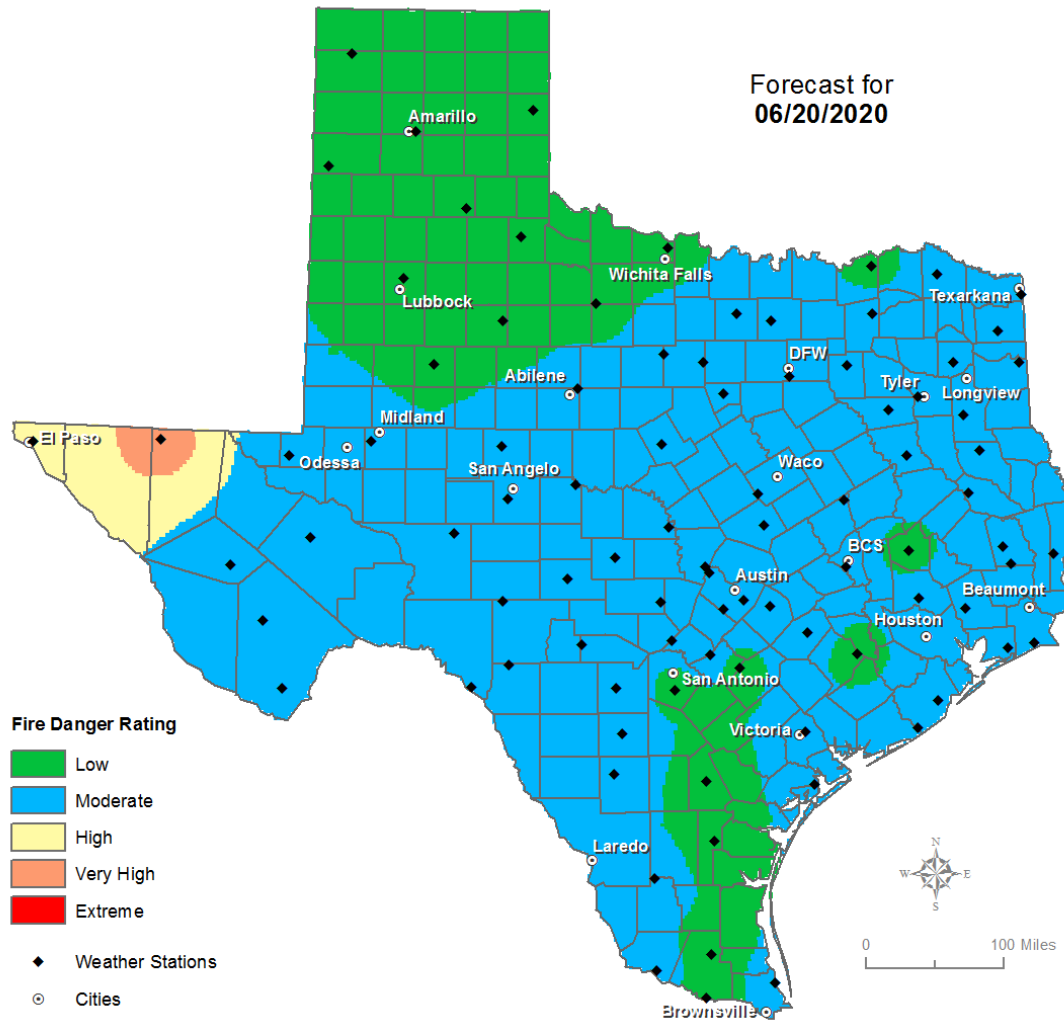 Forecast for
06/20/2020
Amarillo
Wichita Falls
Lubbock
Texarkana
DFW
Abilene
Tyler
Longview
Midland
El Paso
Odessa
San Angelo
Waco
BCS
Austin
Beaumont
Houston
San Antonio
Victoria
Laredo
Brownsville
Fire Danger Rating
Low
Moderate
High
Very High
Extreme
Weather Stations
Cities
N
W E
S
0 100 Miles